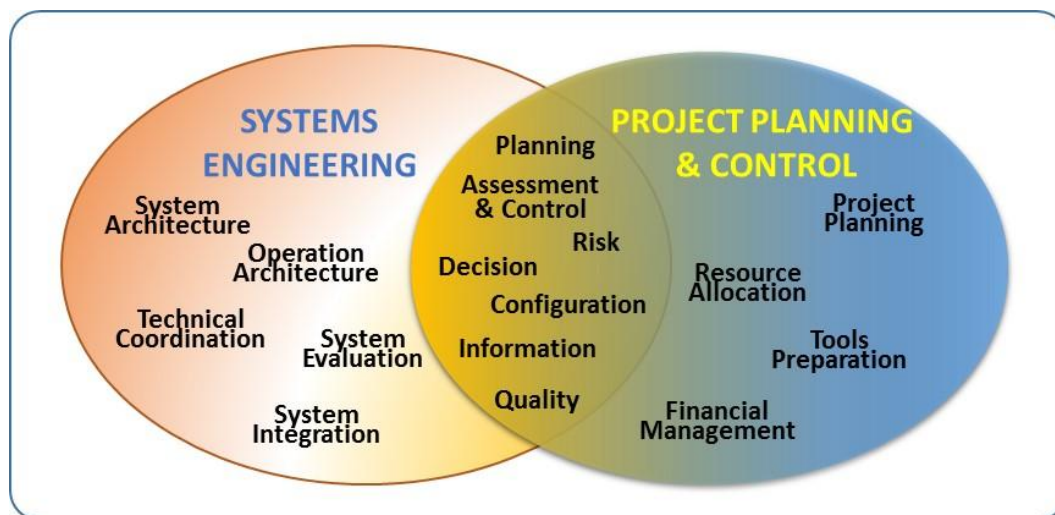 SYSTEMS
ENGINEERING
System
Architecture
Operation
Architecture
Technical
Coordination
System
Evaluation
System
Integration
Planning
Assessment
& Control
Risk
Decision
Configuration
Information
Quality
PROJECT PLANNING
& CONTROL
Project
Planning
Resource
Allocation
Tools
Preparation
Financial
Management